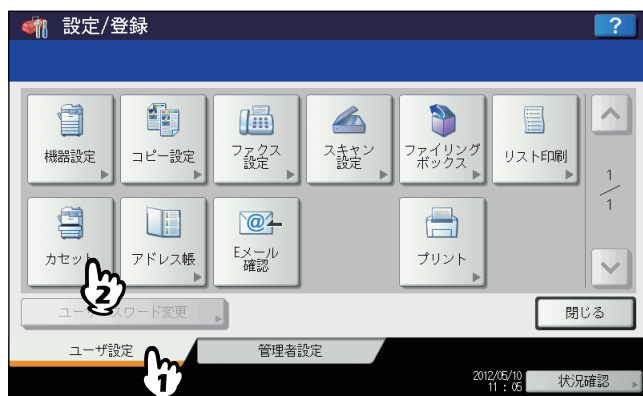 設定/登録
?
機器設定
コピー設定
ファクス
設定
スキャン
設定
ファイリング
ボックス
リスト印刷
1
1
カセット
アドレス帳
Eメール
確認
プリント
2
閉じる
ユーザ設定
管理者設定
1
2012/05/10
11 : 05
状況確認